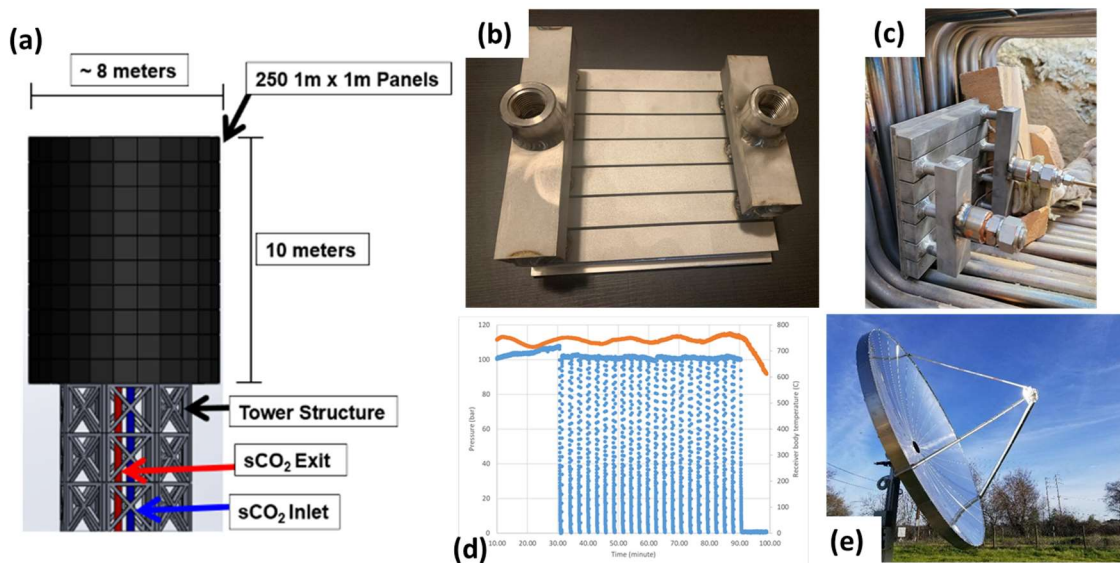 (a)
~ 8 meters
250 1m x 1m Panels
10 meters
Tower Structure
sCO₂ Exit
sCO₂ Inlet
(b)
(c)
120
100
80
60
40
20
0
Pressure (bar)
800
700
600
500
400
300
200
100
0
Receiver body temperature (C)
10.00 20.00 30.00 40.00 50.00 60.00 70.00 80.00 90.00 100.00
Time (minute)
(d)
(e)